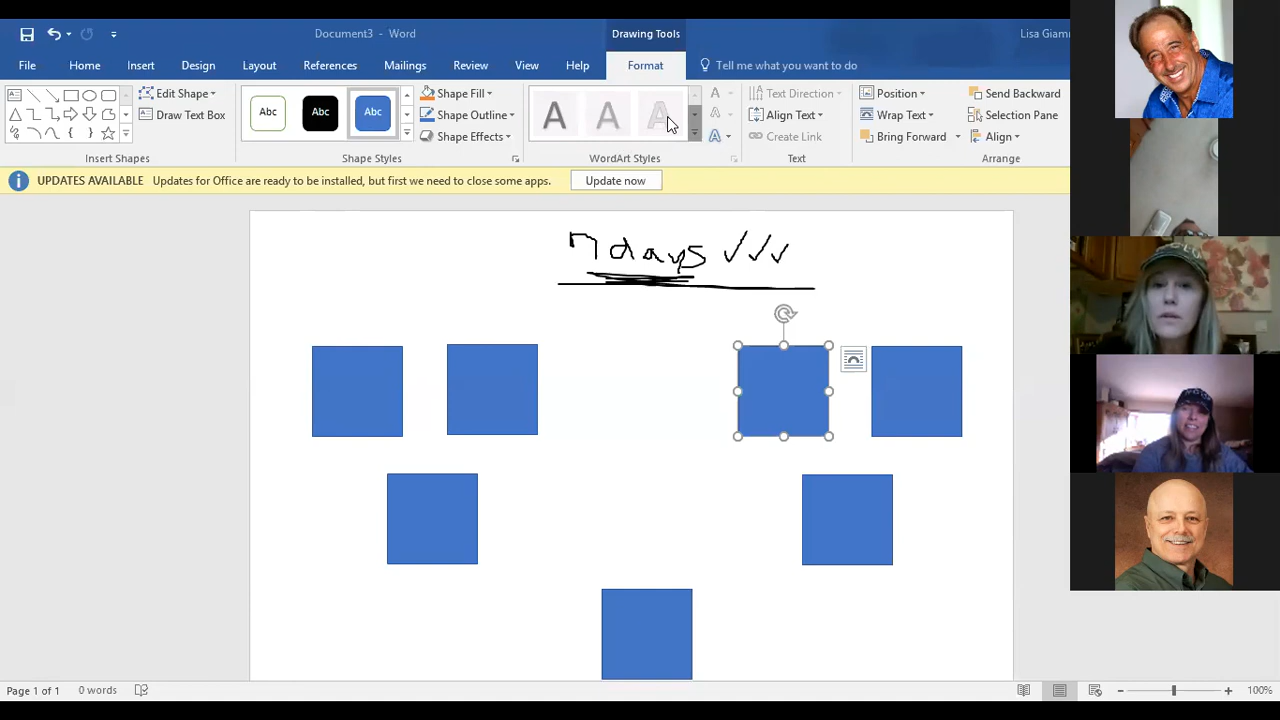 Document3 - Word
Drawing Tools
Lisa Giamm
File Home Insert Design Layout References Mailings Review View Help Format Tell me what you want to do
Edit Shape
Draw Text Box
Insert Shapes
Abc Abc Abc
Shape Fill
Shape Outline
Shape Effects
Shape Styles
A A A
WordArt Styles
Text Direction
Align Text
Create Link
Text
Position
Wrap Text
Bring Forward
Send Backward
Selection Pane
Align
Arrange
UPDATES AVAILABLE Updates for Office are ready to be installed, but first we need to close some apps. Update now
7 days ✓✓✓
Page 1 of 1 0 words 100%